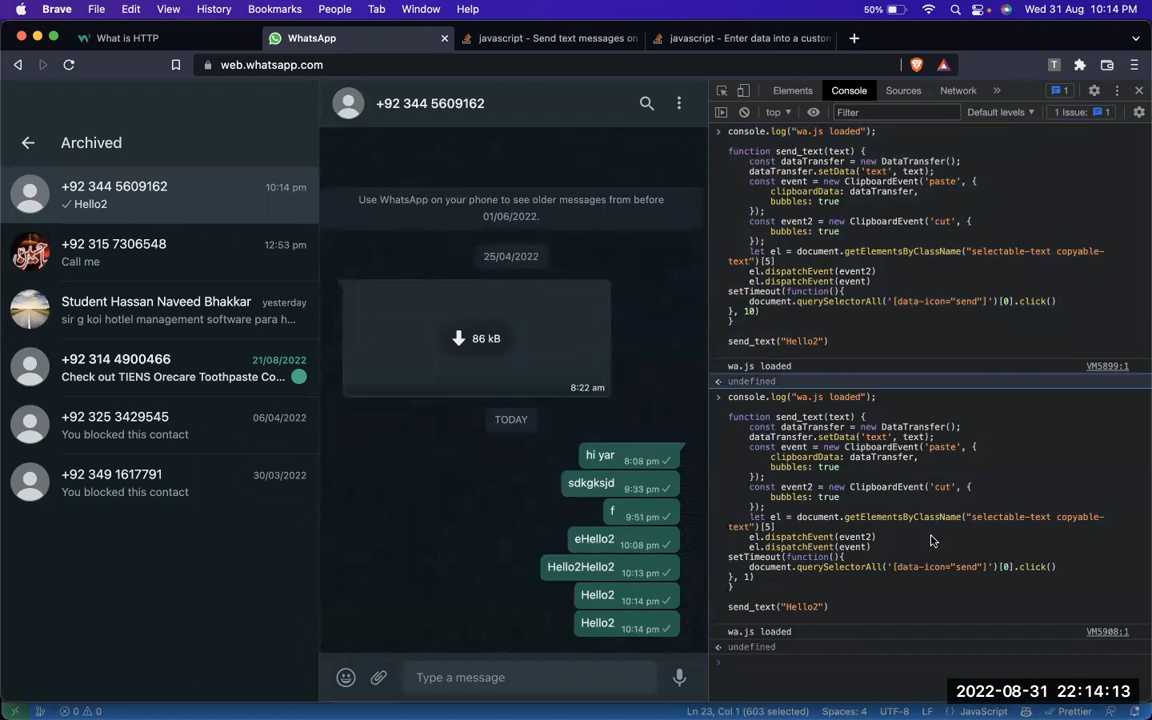 Brave File Edit View History Bookmarks People Tab Window Help 50% Wed 31 Aug 10:14 PM
What is HTTP WhatsApp javascript - Send text messages on javascript - Enter data into a custon
web.whatsapp.com
Archived
+92 344 5609162 10:14 pm
Hello2
+92 315 7306548 12:53 pm
Call me
Student Hassan Naveed Bhakkar yesterday
sir g koi hotlel management software para h...
+92 314 4900466 21/08/2022
Check out TIENS Orecare Toothpaste Co...
+92 325 3429545 06/04/2022
You blocked this contact
+92 349 1617791 30/03/2022
You blocked this contact
+92 344 5609162
Use WhatsApp on your phone to see older messages from before
01/06/2022.
25/04/2022
86 kB
8:22 am
TODAY
hi yar 8:08 pm
sdkgksjd 9:33 pm
f 9:51 pm
eHello2 10:08 pm
Hello2Hello2 10:13 pm
Hello2 10:14 pm
Hello2 10:14 pm
Type a message
Elements Console Sources Network » 1
top Filter Default levels 1 Issue: 1
console.log("wa.js loaded");
function send_text(text) {
const dataTransfer = new DataTransfer();
dataTransfer.setData('text', text);
const event = new ClipboardEvent('paste', {
clipboardData: dataTransfer,
bubbles: true
});
const event2 = new ClipboardEvent('cut', {
bubbles: true
});
let el = document.getElementsByClassName("selectable-text copyable-
text")[5]
el.dispatchEvent(event2)
el.dispatchEvent(event)
setTimeout(function(){
document.querySelectorAll('[data-icon="send"]')[0].click()
}, 10)
}
send_text("Hello2")
wa.js loaded VM5899:1
undefined
console.log("wa.js loaded");
function send_text(text) {
const dataTransfer = new DataTransfer();
dataTransfer.setData('text', text);
const event = new ClipboardEvent('paste', {
clipboardData: dataTransfer,
bubbles: true
});
const event2 = new ClipboardEvent('cut', {
bubbles: true
});
let el = document.getElementsByClassName("selectable-text copyable-
text")[5]
el.dispatchEvent(event2)
el.dispatchEvent(event)
setTimeout(function(){
document.querySelectorAll('[data-icon="send"]')[0].click()
}, 1)
}
send_text("Hello2")
wa.js loaded VM5908:1
undefined
2022-08-31 22:14:13
0 0 Ln 23, Col 1 (603 selected) Spaces: 4 UTF-8 LF JavaScript Prettier